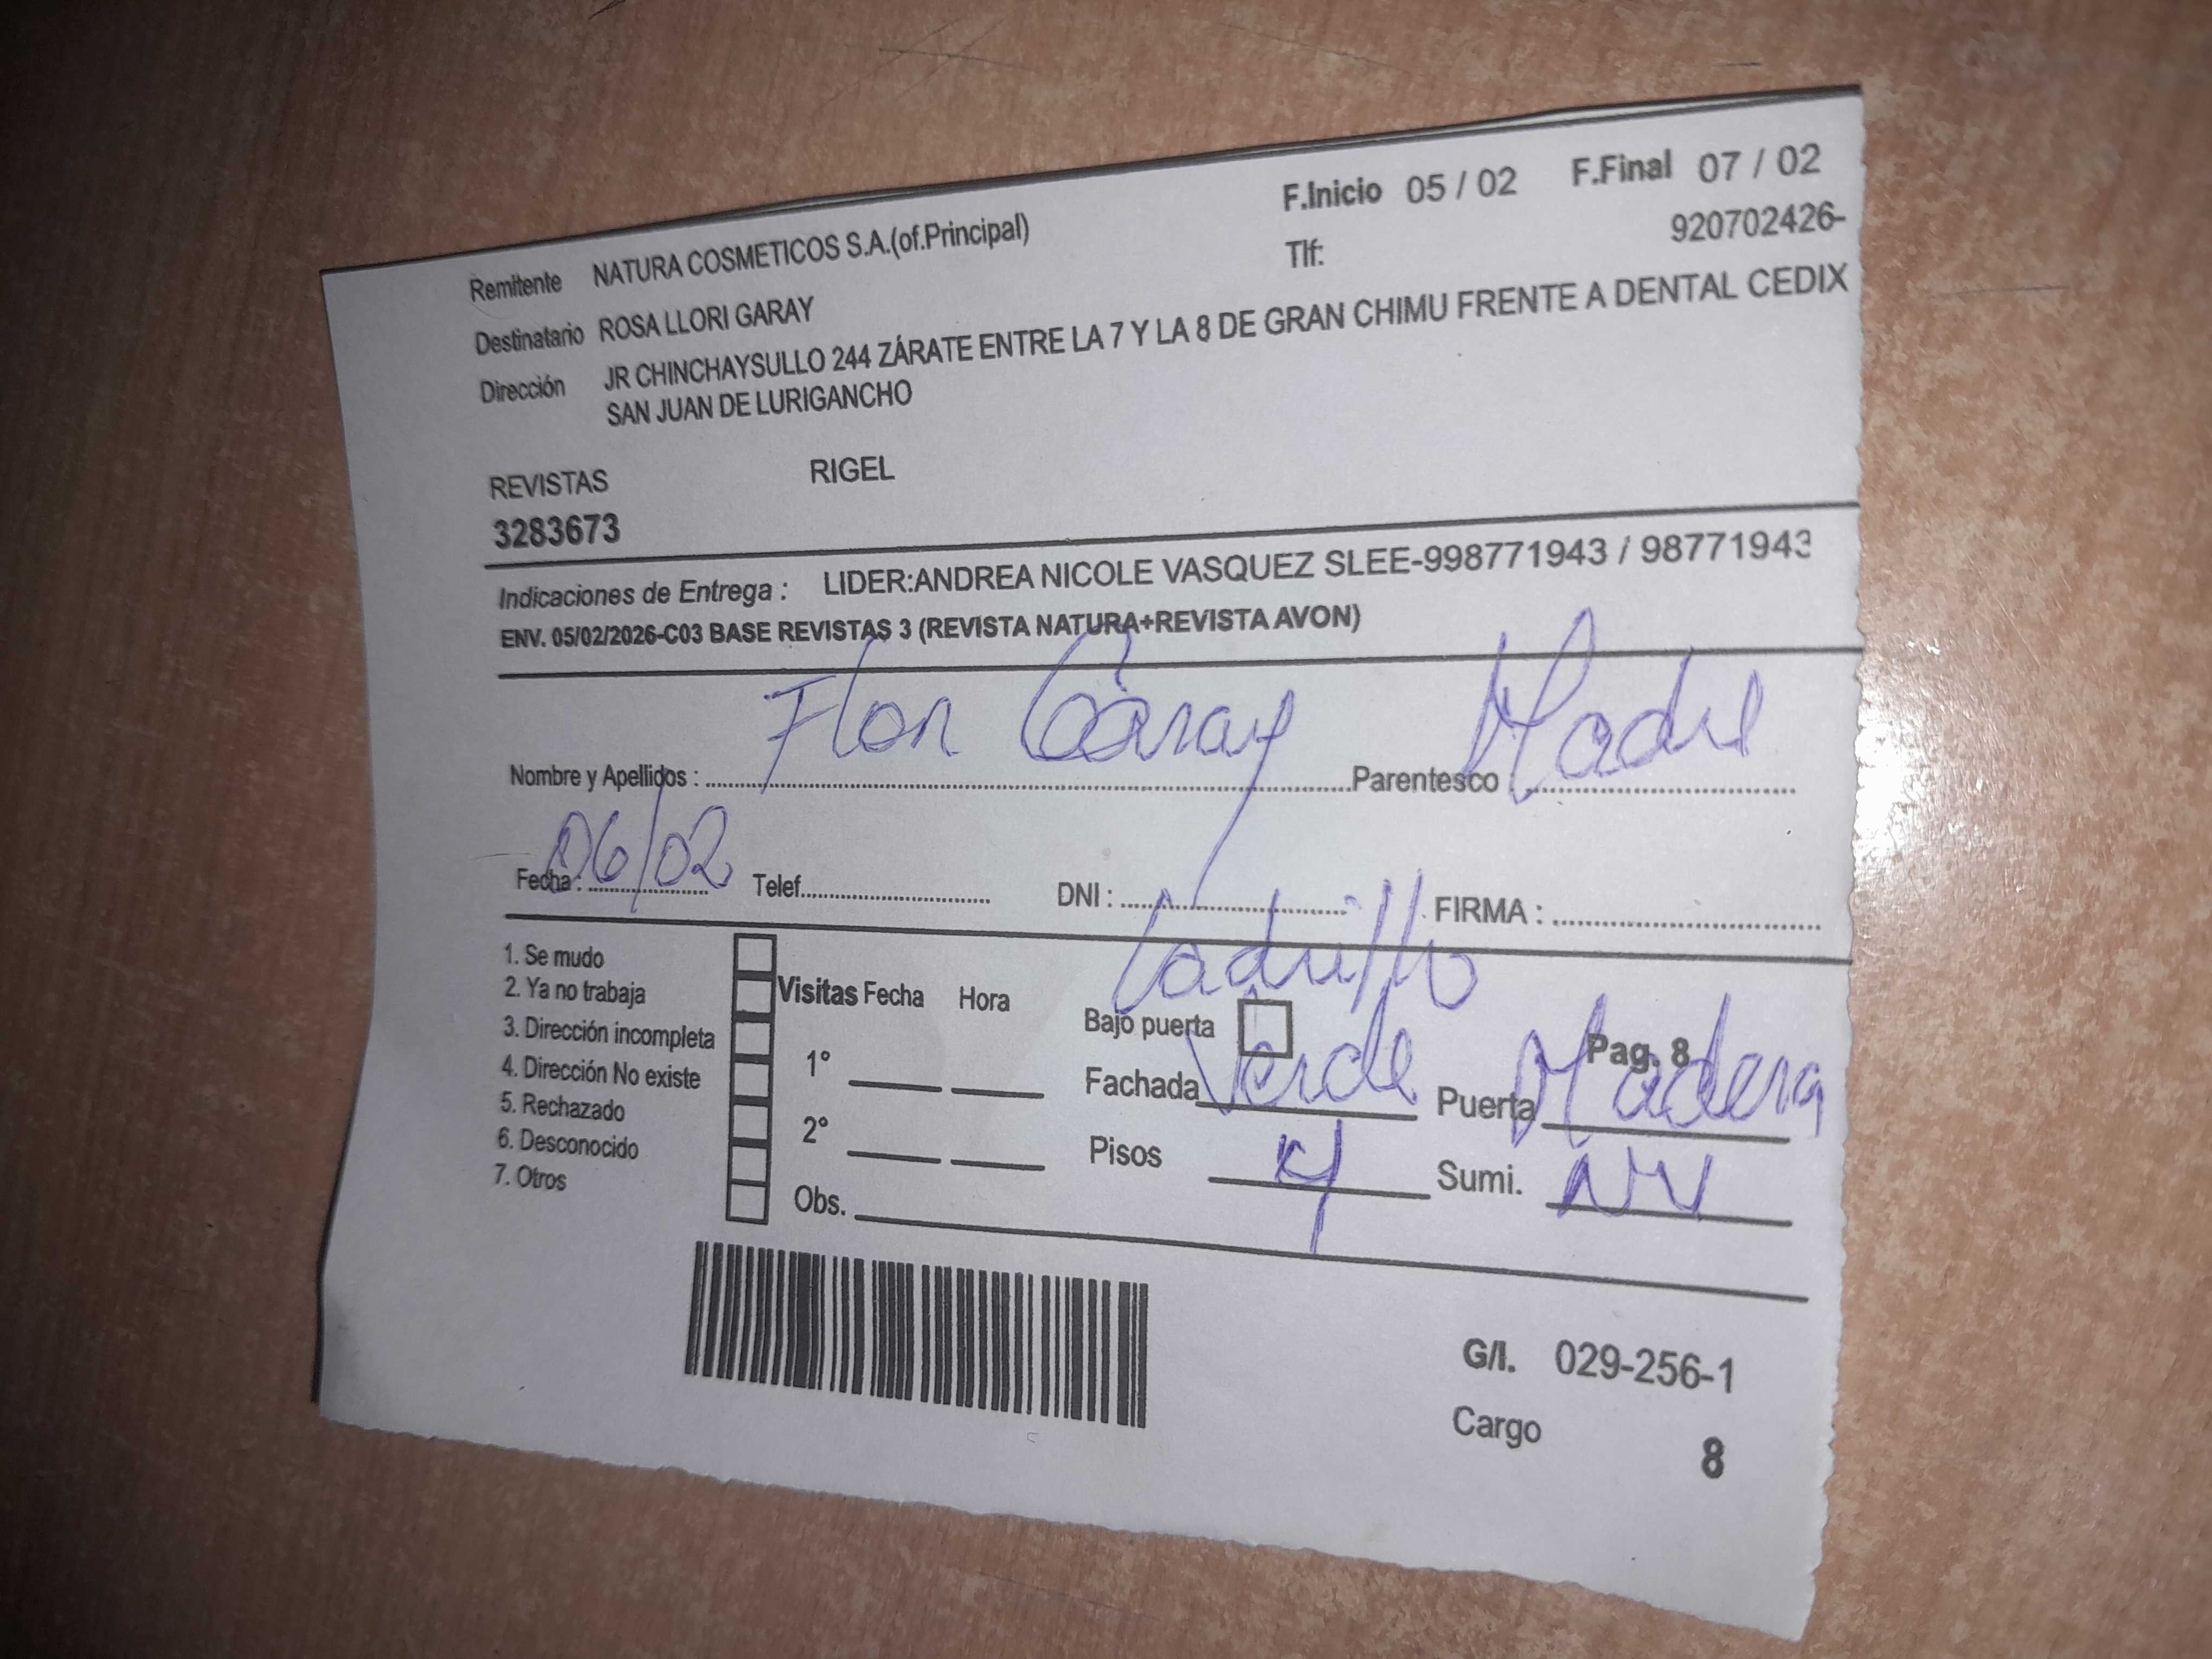 F.Inicio 05 / 02 F.Final 07 / 02
Remitente NATURA COSMETICOS S.A.(of.Principal) Tlf: 920702426-
Destinatario ROSA LLORI GARAY
Dirección JR CHINCHAYSULLO 244 ZÁRATE ENTRE LA 7 Y LA 8 DE GRAN CHIMU FRENTE A DENTAL CEDIX
SAN JUAN DE LURIGANCHO
REVISTAS RIGEL
3283673
Indicaciones de Entrega : LIDER:ANDREA NICOLE VASQUEZ SLEE-998771943 / 98771943
ENV. 05/02/2026-C03 BASE REVISTAS 3 (REVISTA NATURA+REVISTA AVON)
Nombre y Apellidos : Flor Garay Parentesco : Madre
Fecha : 06/02 Telef. DNI : FIRMA :
1. Se mudo
2. Ya no trabaja
3. Dirección incompleta
4. Dirección No existe
5. Rechazado
6. Desconocido
7. Otros
Visitas Fecha Hora
1°
2°
Obs.
Ladrillo
Bajo puerta Pag. 8
Fachada Verde Puerta Madera
Pisos 4 Sumi. NV
G/I. 029-256-1
Cargo 8